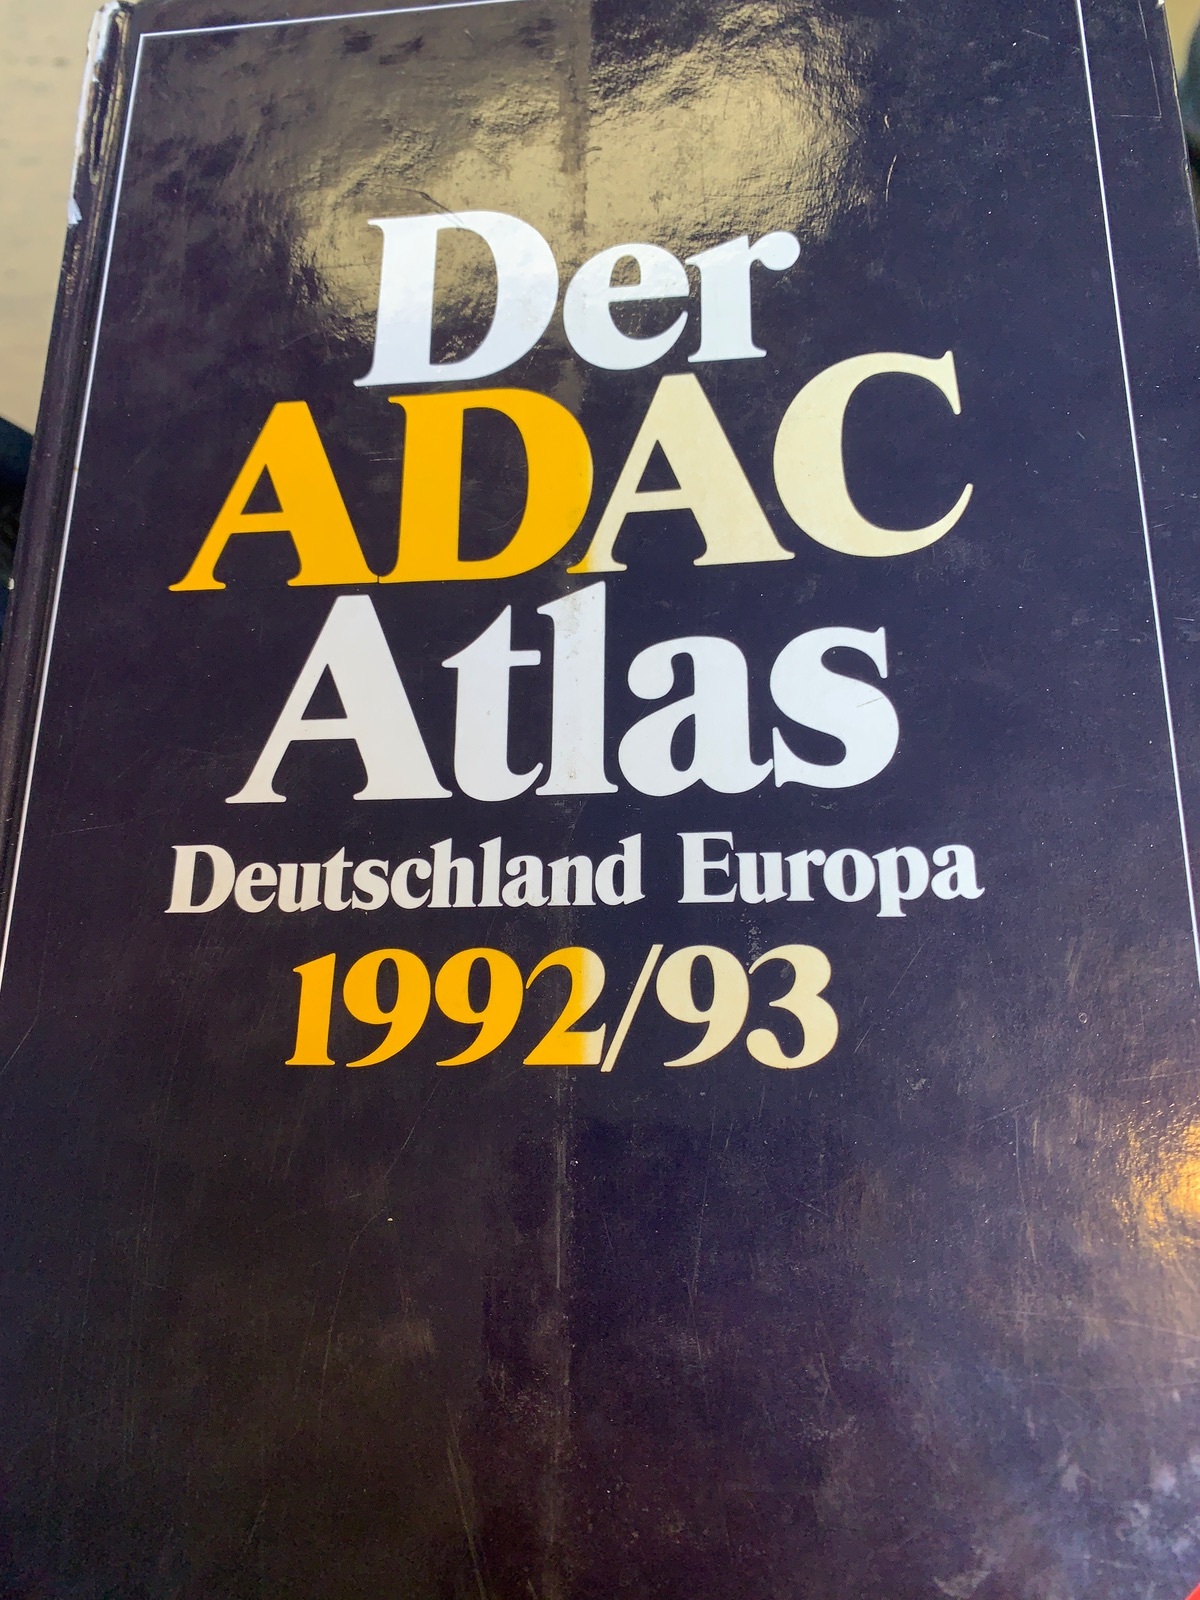 Der
ADAC
Atlas
Deutschland Europa
1992/93